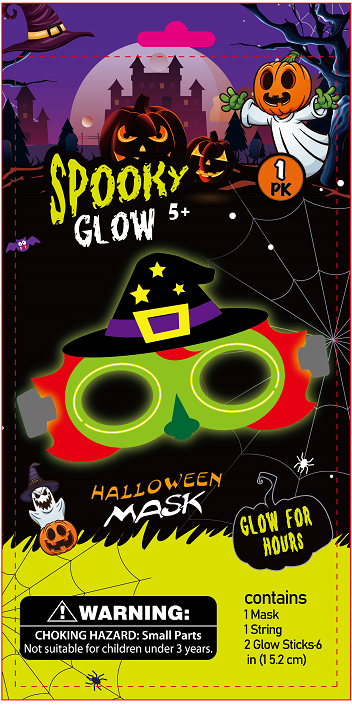 1
PK
SPOOKY
GLOW 5+
HALLOWEEN
MASK
GLOW FOR
HOURS
WARNING:
CHOKING HAZARD: Small Parts
Not suitable for children under 3 years.
contains
1 Mask
1 String
2 Glow Sticks-6
in (15.2 cm)